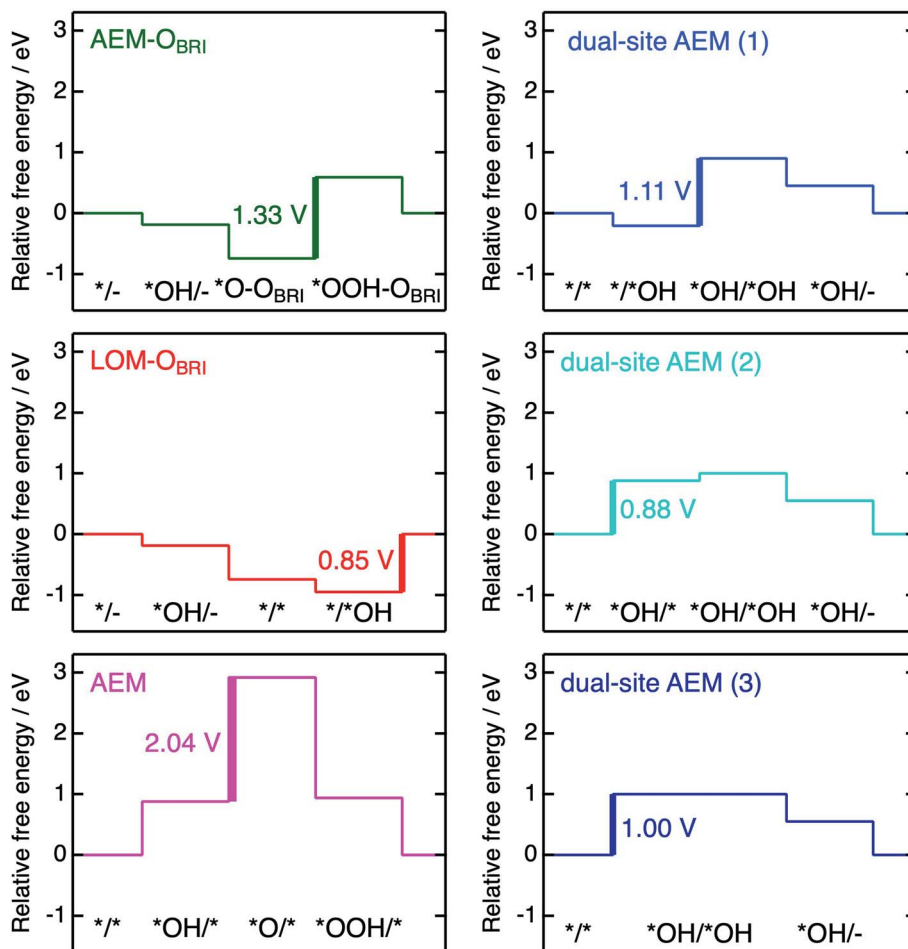 AEM-O_BRI
Relative free energy / eV
3
2
1
0
-1
1.33 V
*/- *OH/- *O-O_BRI *OOH-O_BRI
dual-site AEM (1)
Relative free energy / eV
3
2
1
0
-1
1.11 V
*/* */*OH *OH/*OH *OH/-
LOM-O_BRI
Relative free energy / eV
3
2
1
0
-1
0.85 V
*/- *OH/- */* */*OH
dual-site AEM (2)
Relative free energy / eV
3
2
1
0
-1
0.88 V
*/* *OH/* *OH/*OH *OH/-
AEM
Relative free energy / eV
3
2
1
0
-1
2.04 V
*/* *OH/* *O/* *OOH/*
dual-site AEM (3)
Relative free energy / eV
3
2
1
0
-1
1.00 V
*/* *OH/*OH *OH/-